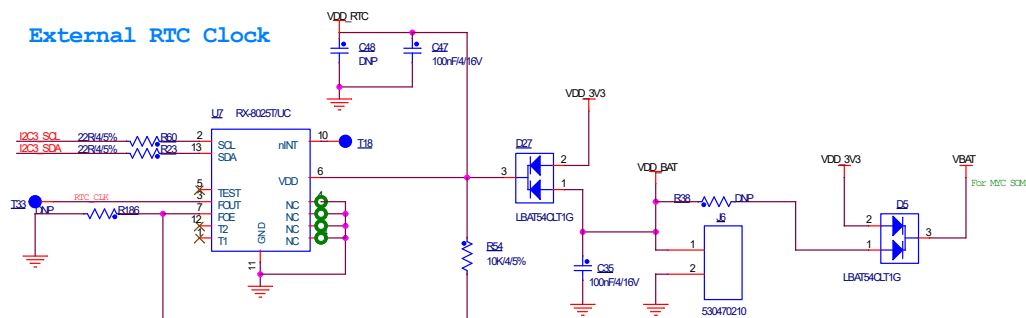 External RTC Clock
VDD_RTC
C48
DNP
C47
100nF/4/16V
VDD_3V3
U7 RX-8025T/UC
I2C3_SCL 22R/4/5% R60 2 SCL nINT 10 T18
I2C3_SDA 22R/4/5% R23 13 SDA
D27
VDD 6 3 2
1
VDD_BAT
VDD_3V3
VBAT
For MYC SOM
5 TEST
T33 RTC_CLK 3 FOUT NC 4
DNP R186 7 FOE NC
12 T2 NC
1 T1 NC
GND
11
LBAT54CLT1G
R38 DNP
J6
D5
2
3
1
LBAT54CLT1G
R54
10K/4/5%
C35
100nF/4/16V
1
2
530470210